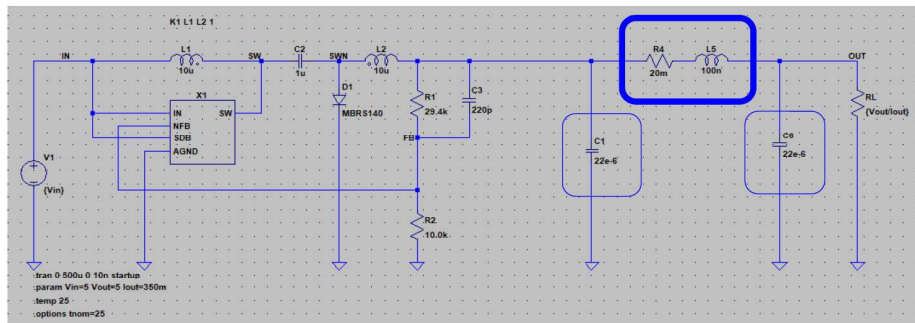 K1 L1 L2 1
IN
L1
10u
SW
C2
1u
SWN
L2
10u
R4
20m
L5
100n
OUT
X1
IN
NFB
SDB
AGND
SW
D1
MBRS140
R1
29.4k
C3
220p
FB
RL
{Vout/Iout}
C1
22e-6
22e-6
V1
{Vin}
R2
10.0k
.tran 0 500u 0 10n startup
.param Vin=5 Vout=5 Iout=350m
.temp 25
.options tnom=25